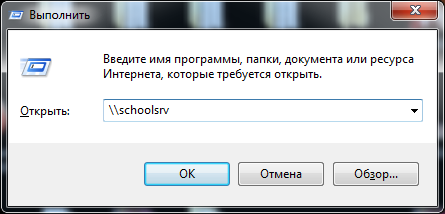 Выполнить
Введите имя программы, папки, документа или ресурса
Интернета, которые требуется открыть.
Открыть: \\schoolsrv
OK Отмена Обзор...